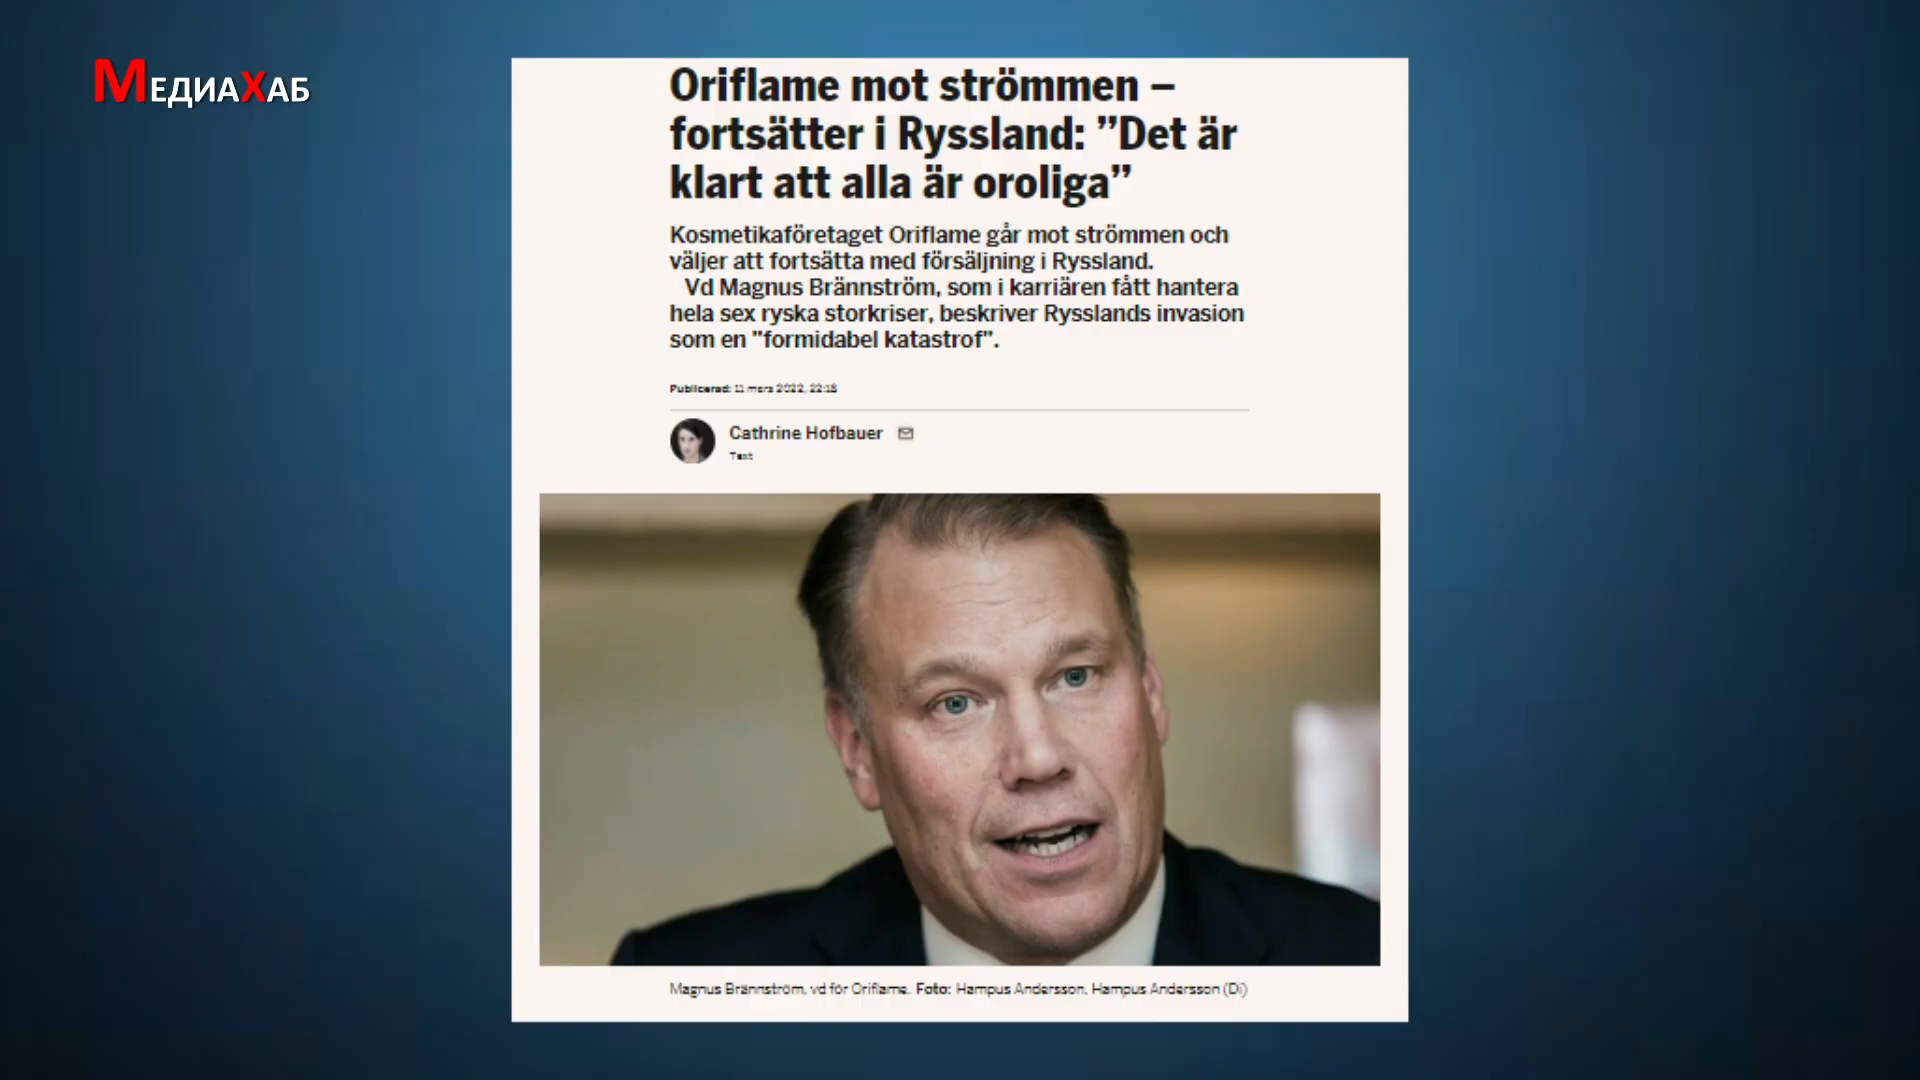 МЕДИАХАБ
Oriflame mot strömmen –
fortsätter i Ryssland: ”Det är
klart att alla är oroliga”
Kosmetikaföretaget Oriflame går mot strömmen och
väljer att fortsätta med försäljning i Ryssland.
Vd Magnus Brännström, som i karriären fått hantera
hela sex ryska storkriser, beskriver Rysslands invasion
som en ”formidabel katastrof”.
Publicerad: 11 mars 2022, 22:18
Cathrine Hofbauer
Text
Magnus Brännström, vd för Oriflame. Foto: Hampus Andersson, Hampus Andersson (Di)